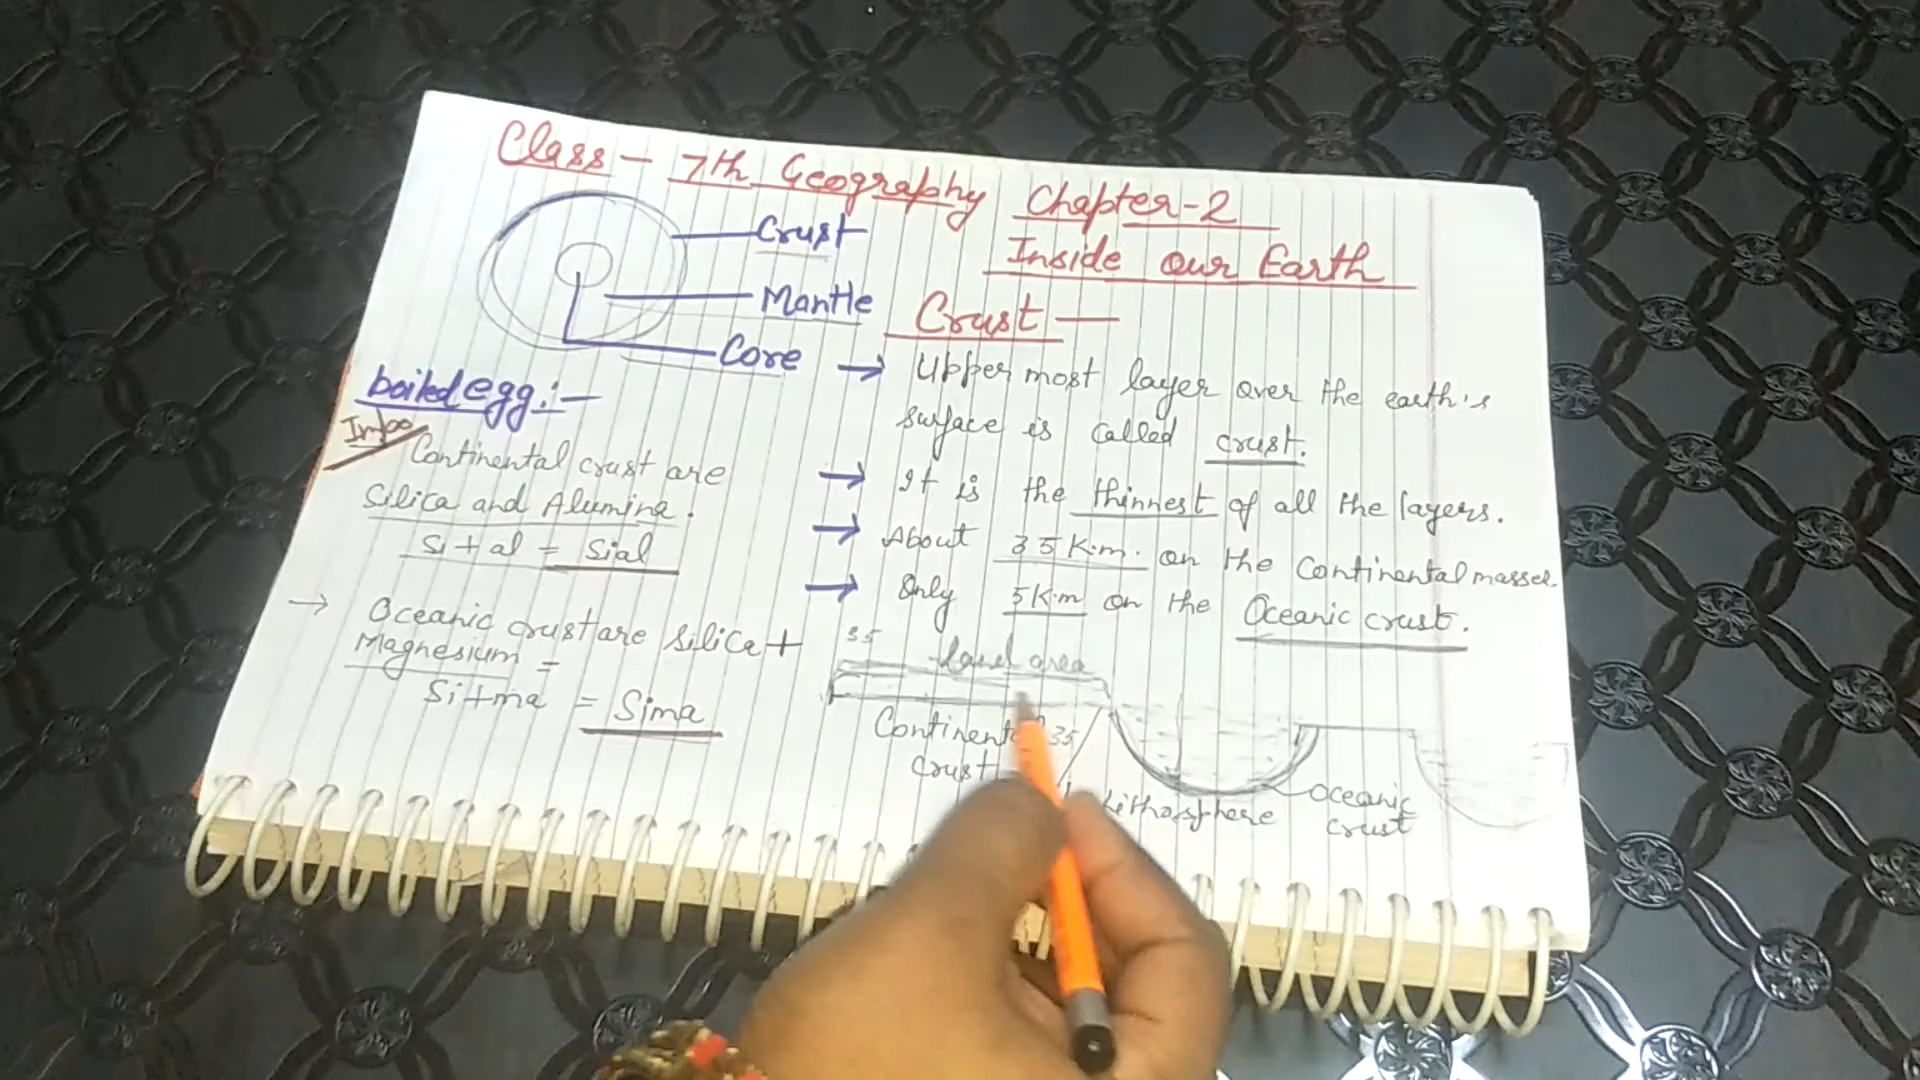 Class - 7th Geography Chapter-2
Inside our Earth
Crust
Mantle
Core
boiled egg :-
Impo
Continental crust are
Silica and Alumina.
Si + al = Sial
→ Oceanic crust are silica +
Magnesium =
Si + ma = Sima
Crust —
→ Upper most layer over the earth's
surface is called crust.
→ It is the thinnest of all the layers.
→ About 35 K.m. on the Continental masses.
→ Only 5 K.m on the Oceanic crust.
35
land area
35
Crust
Lithosphere
Oceanic
crust